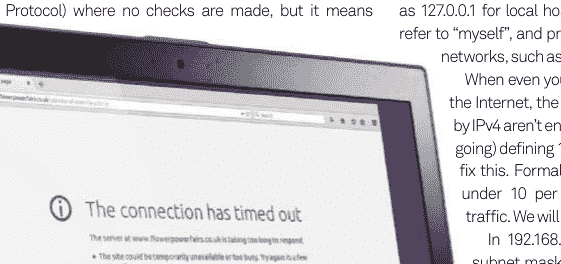 Protocol) where no checks are made, but it means
The connection has timed out
The server at www.flowerpowerfairs.co.uk is taking too long to respond.
The site could be temporarily unavailable or too busy. Try again in a few
as 127.0.0.1 for local ho
refer to “myself”, and pr
networks, such as
When even yo
the Internet, the
by IPv4 aren’t en
going) defining 1
fix this. Formal
under 10 per
traffic. We will
In 192.168.
subnet mask